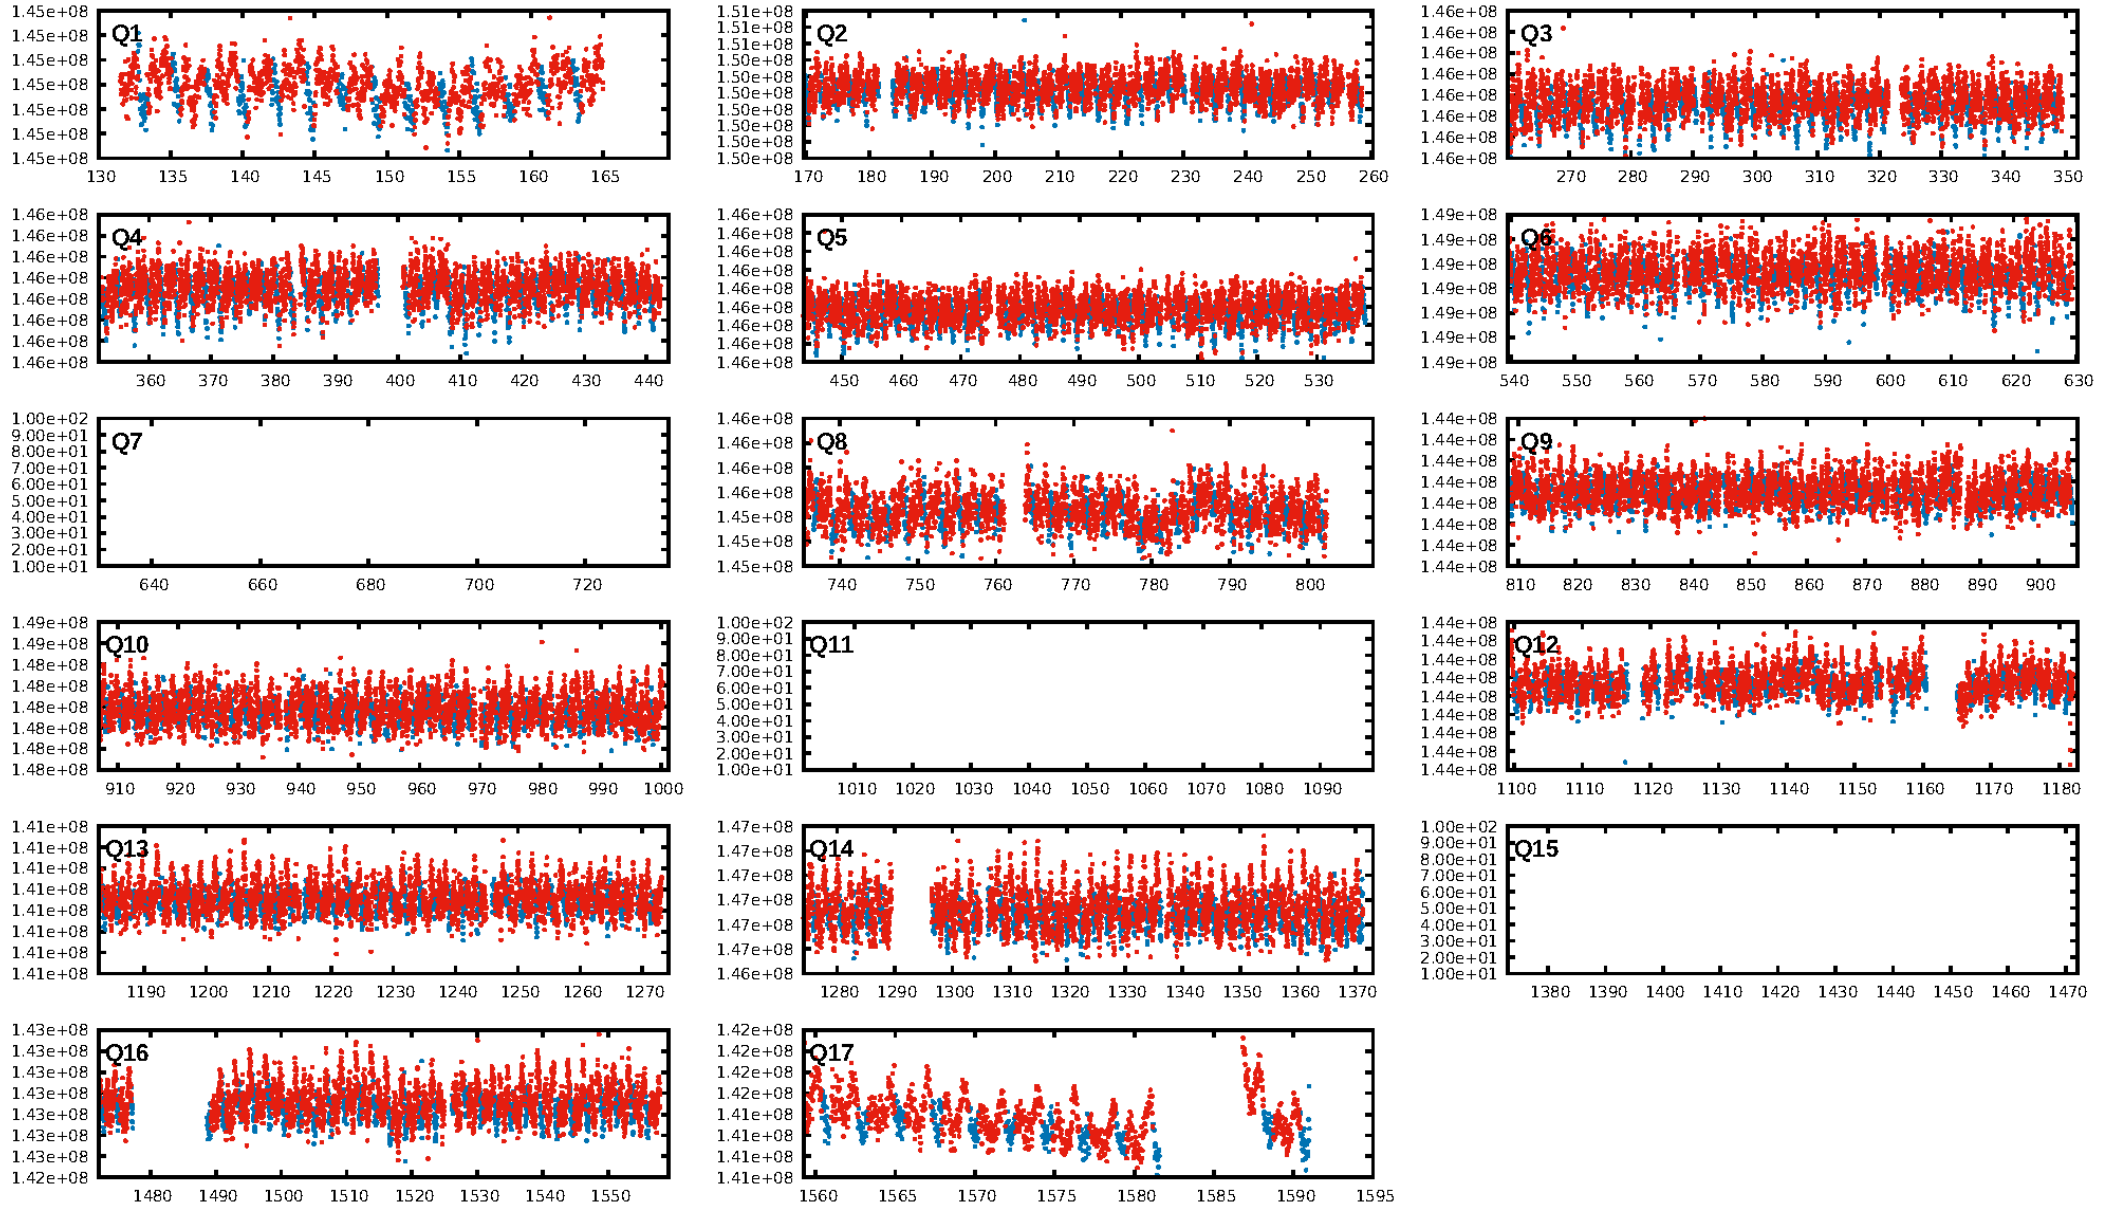 Q1
1.45e+08
1.45e+08
1.45e+08
1.45e+08
1.45e+08
1.45e+08
1.45e+08
130 135 140 145 150 155 160 165
Q2
1.51e+08
1.51e+08
1.51e+08
1.50e+08
1.50e+08
1.50e+08
1.50e+08
1.50e+08
1.50e+08
1.50e+08
170 180 190 200 210 220 230 240 250 260
Q3
1.46e+08
1.46e+08
1.46e+08
1.46e+08
1.46e+08
1.46e+08
1.46e+08
1.46e+08
270 280 290 300 310 320 330 340 350
Q4
1.46e+08
1.46e+08
1.46e+08
1.46e+08
1.46e+08
1.46e+08
1.46e+08
1.46e+08
360 370 380 390 400 410 420 430 440
Q5
1.46e+08
1.46e+08
1.46e+08
1.46e+08
1.46e+08
1.46e+08
1.46e+08
1.46e+08
1.46e+08
450 460 470 480 490 500 510 520 530
Q6
1.49e+08
1.49e+08
1.49e+08
1.49e+08
1.49e+08
1.49e+08
1.49e+08
540 550 560 570 580 590 600 610 620 630
Q7
1.00e+02
9.00e+01
8.00e+01
7.00e+01
6.00e+01
5.00e+01
4.00e+01
3.00e+01
2.00e+01
1.00e+01
640 660 680 700 720
Q8
1.46e+08
1.46e+08
1.46e+08
1.46e+08
1.45e+08
1.45e+08
1.45e+08
740 750 760 770 780 790 800
Q9
1.44e+08
1.44e+08
1.44e+08
1.44e+08
1.44e+08
1.44e+08
1.44e+08
1.44e+08
810 820 830 840 850 860 870 880 890 900
Q10
1.49e+08
1.49e+08
1.48e+08
1.48e+08
1.48e+08
1.48e+08
1.48e+08
1.48e+08
910 920 930 940 950 960 970 980 990 1000
Q11
1.00e+02
9.00e+01
8.00e+01
7.00e+01
6.00e+01
5.00e+01
4.00e+01
3.00e+01
2.00e+01
1.00e+01
1010 1020 1030 1040 1050 1060 1070 1080 1090
Q12
1.44e+08
1.44e+08
1.44e+08
1.44e+08
1.44e+08
1.44e+08
1.44e+08
1.44e+08
1.44e+08
1100 1110 1120 1130 1140 1150 1160 1170 1180
Q13
1.41e+08
1.41e+08
1.41e+08
1.41e+08
1.41e+08
1.41e+08
1.41e+08
1.41e+08
1190 1200 1210 1220 1230 1240 1250 1260 1270
Q14
1.47e+08
1.47e+08
1.47e+08
1.47e+08
1.47e+08
1.47e+08
1.46e+08
1280 1290 1300 1310 1320 1330 1340 1350 1360 1370
Q15
1.00e+02
9.00e+01
8.00e+01
7.00e+01
6.00e+01
5.00e+01
4.00e+01
3.00e+01
2.00e+01
1.00e+01
1380 1390 1400 1410 1420 1430 1440 1450 1460 1470
Q16
1.43e+08
1.43e+08
1.43e+08
1.43e+08
1.43e+08
1.43e+08
1.43e+08
1.42e+08
1480 1490 1500 1510 1520 1530 1540 1550
Q17
1.42e+08
1.42e+08
1.42e+08
1.42e+08
1.41e+08
1.41e+08
1.41e+08
1.41e+08
1560 1565 1570 1575 1580 1585 1590 1595